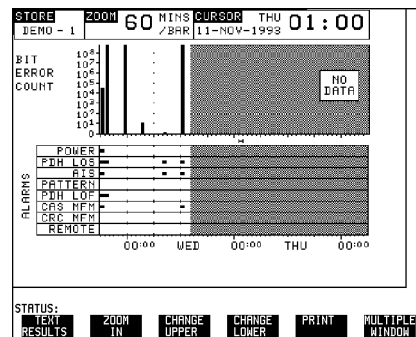 STORE ZOOM 60 MINS /BAR CURSOR THU 01:00
DEMO - 1 11-NOV-1993
BIT ERROR COUNT
10⁸
10⁷
10⁶
10⁵
10⁴
10³
10²
10¹
0
NO DATA
ALARMS
POWER
PDH LOS
AIS
PATTERN
PDH LOF
CAS MFM
CRC MFM
REMOTE
00:00 WED 00:00 THU 00:00
STATUS:
TEXT RESULTS
ZOOM IN
CHANGE UPPER
CHANGE LOWER
PRINT
MULTIPLE WINDOW